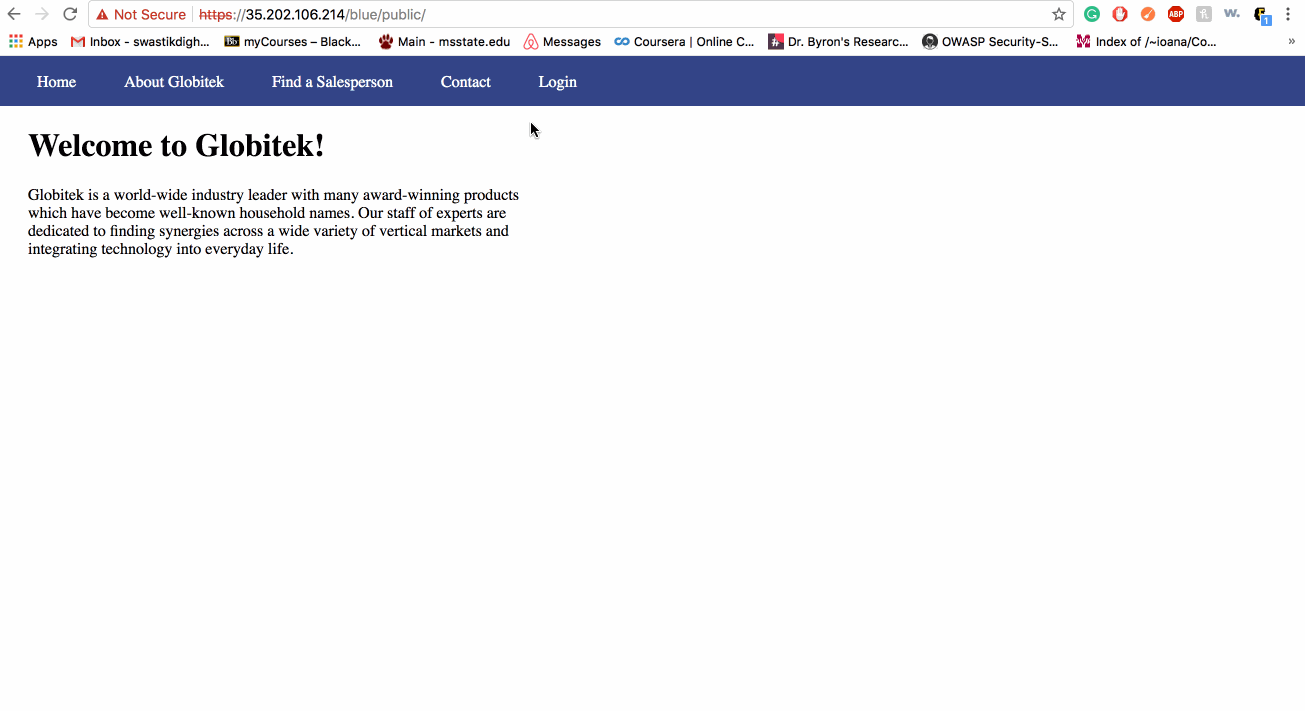 Not Secure https://35.202.106.214/blue/public/
Apps Inbox - swastikdigh... myCourses – Black... Main - msstate.edu Messages Coursera | Online C... Dr. Byron's Researc... OWASP Security-S... Index of /~ioana/Co... »
Home About Globitek Find a Salesperson Contact Login
Welcome to Globitek!
Globitek is a world-wide industry leader with many award-winning products
which have become well-known household names. Our staff of experts are
dedicated to finding synergies across a wide variety of vertical markets and
integrating technology into everyday life.